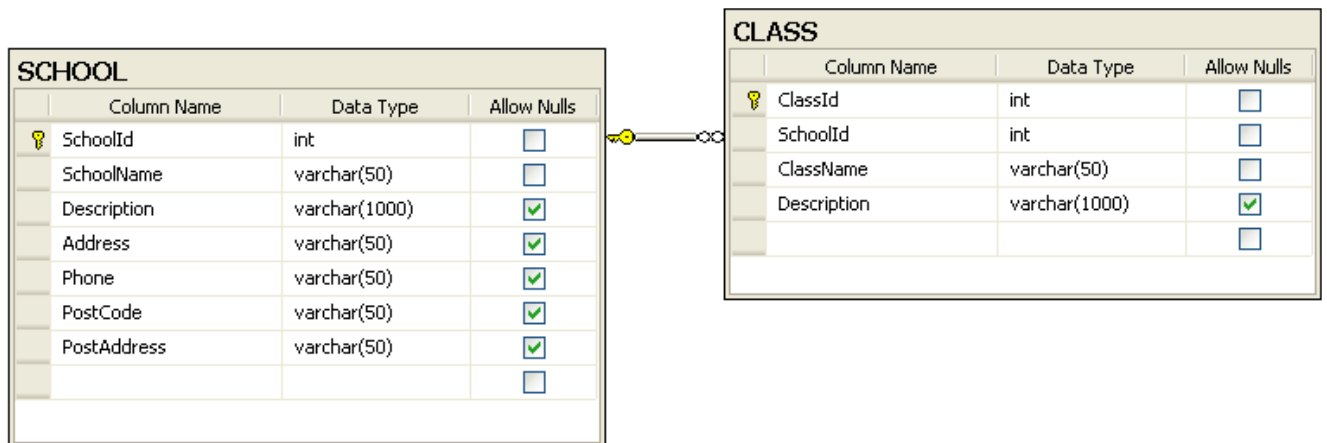 SCHOOL
Column Name Data Type Allow Nulls
SchoolId int
SchoolName varchar(50)
Description varchar(1000)
Address varchar(50)
Phone varchar(50)
PostCode varchar(50)
PostAddress varchar(50)
CLASS
Column Name Data Type Allow Nulls
ClassId int
SchoolId int
ClassName varchar(50)
Description varchar(1000)